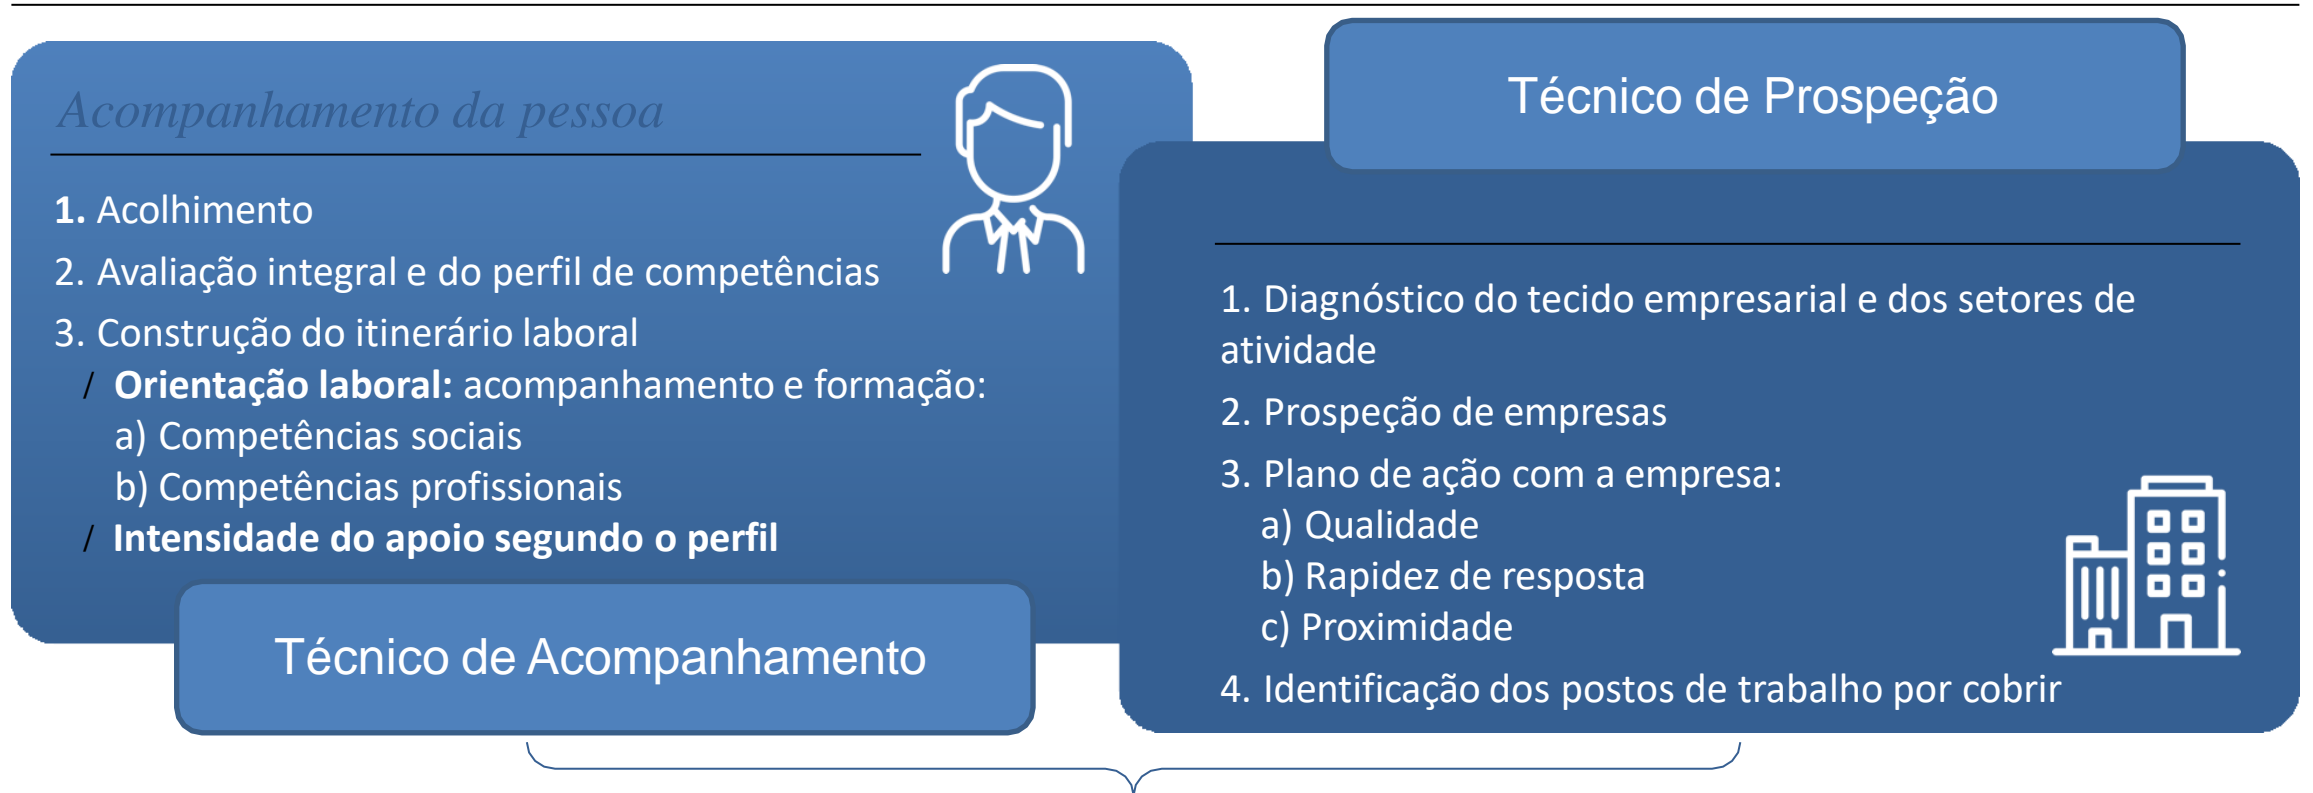 Acompanhamento da pessoa
1. Acolhimento
2. Avaliação integral e do perfil de competências
3. Construção do itinerário laboral
/ Orientação laboral: acompanhamento e formação:
a) Competências sociais
b) Competências profissionais
/ Intensidade do apoio segundo o perfil
Técnico de Acompanhamento
Técnico de Prospeção
1. Diagnóstico do tecido empresarial e dos setores de
atividade
2. Prospeção de empresas
3. Plano de ação com a empresa:
a) Qualidade
b) Rapidez de resposta
c) Proximidade
4. Identificação dos postos de trabalho por cobrir